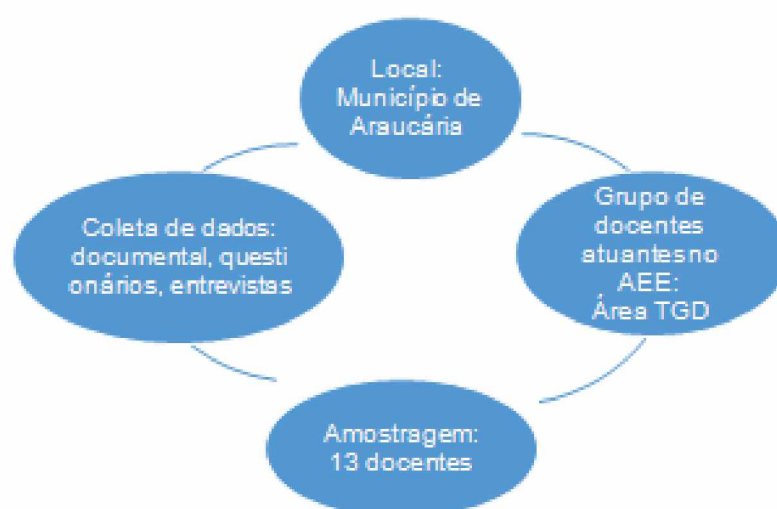 Local:
Município de
Araucária
Grupo de
docentes
atuantes no
AEE:
Área TGD
Amostragem:
13 docentes
Coleta de dados:
documental, questi
onários, entrevistas